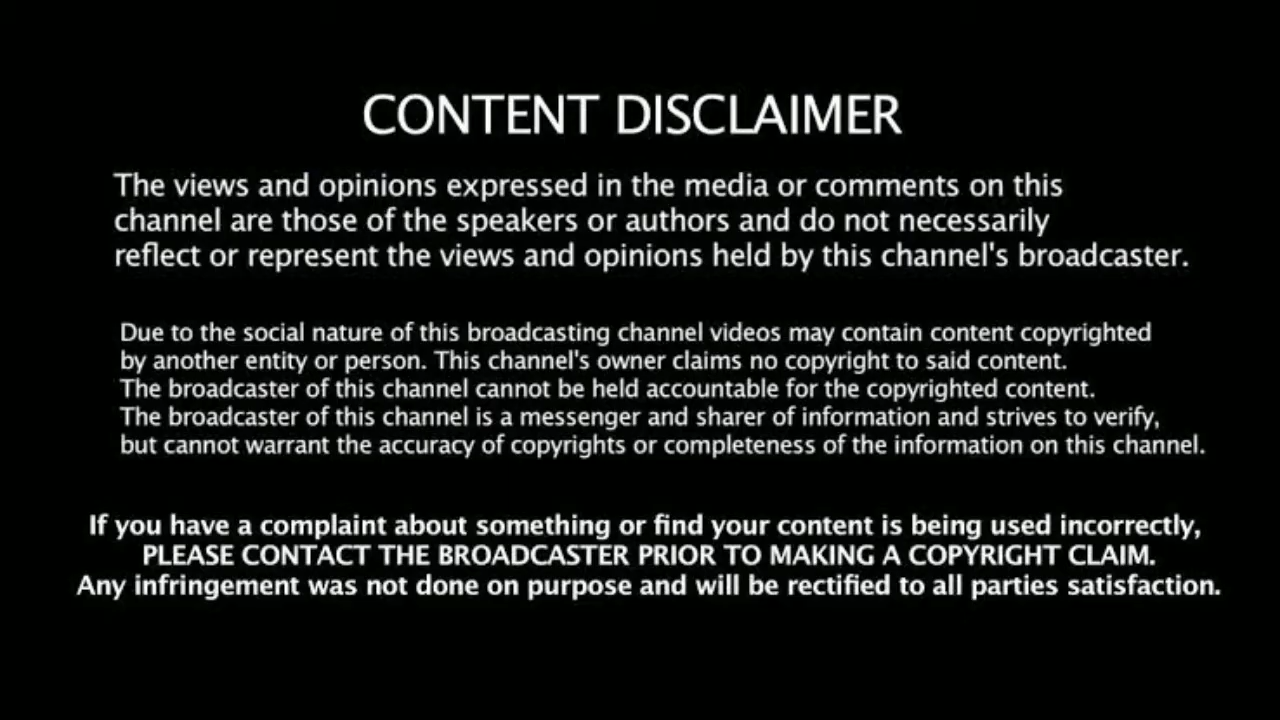 CONTENT DISCLAIMER
The views and opinions expressed in the media or comments on this
channel are those of the speakers or authors and do not necessarily
reflect or represent the views and opinions held by this channel's broadcaster.
Due to the social nature of this broadcasting channel videos may contain content copyrighted
by another entity or person. This channel's owner claims no copyright to said content.
The broadcaster of this channel cannot be held accountable for the copyrighted content.
The broadcaster of this channel is a messenger and sharer of information and strives to verify,
but cannot warrant the accuracy of copyrights or completeness of the information on this channel.
If you have a complaint about something or find your content is being used incorrectly,
PLEASE CONTACT THE BROADCASTER PRIOR TO MAKING A COPYRIGHT CLAIM.
Any infringement was not done on purpose and will be rectified to all parties satisfaction.